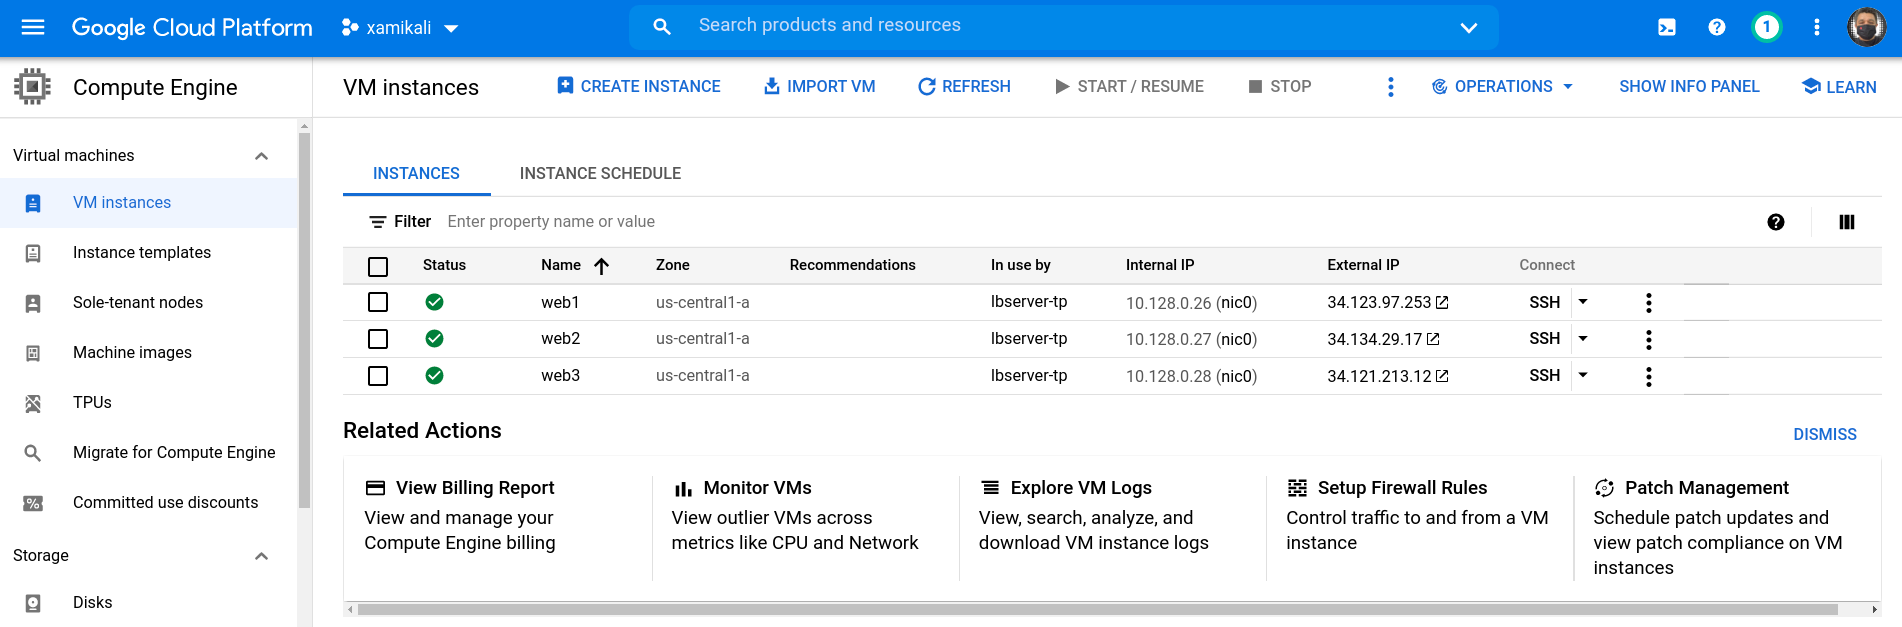 Google Cloud Platform xamikali Search products and resources 1
Compute Engine
VM instances CREATE INSTANCE IMPORT VM REFRESH START / RESUME STOP OPERATIONS SHOW INFO PANEL LEARN
Virtual machines
VM instances
Instance templates
Sole-tenant nodes
Machine images
TPUs
Migrate for Compute Engine
Committed use discounts
Storage
Disks
INSTANCES INSTANCE SCHEDULE
Filter Enter property name or value
Status Name Zone Recommendations In use by Internal IP External IP Connect
web1 us-central1-a lbserver-tp 10.128.0.26 (nic0) 34.123.97.253 SSH
web2 us-central1-a lbserver-tp 10.128.0.27 (nic0) 34.134.29.17 SSH
web3 us-central1-a lbserver-tp 10.128.0.28 (nic0) 34.121.213.12 SSH
Related Actions DISMISS
View Billing Report
View and manage your
Compute Engine billing
Monitor VMs
View outlier VMs across
metrics like CPU and Network
Explore VM Logs
View, search, analyze, and
download VM instance logs
Setup Firewall Rules
Control traffic to and from a VM
instance
Patch Management
Schedule patch updates and
view patch compliance on VM
instances